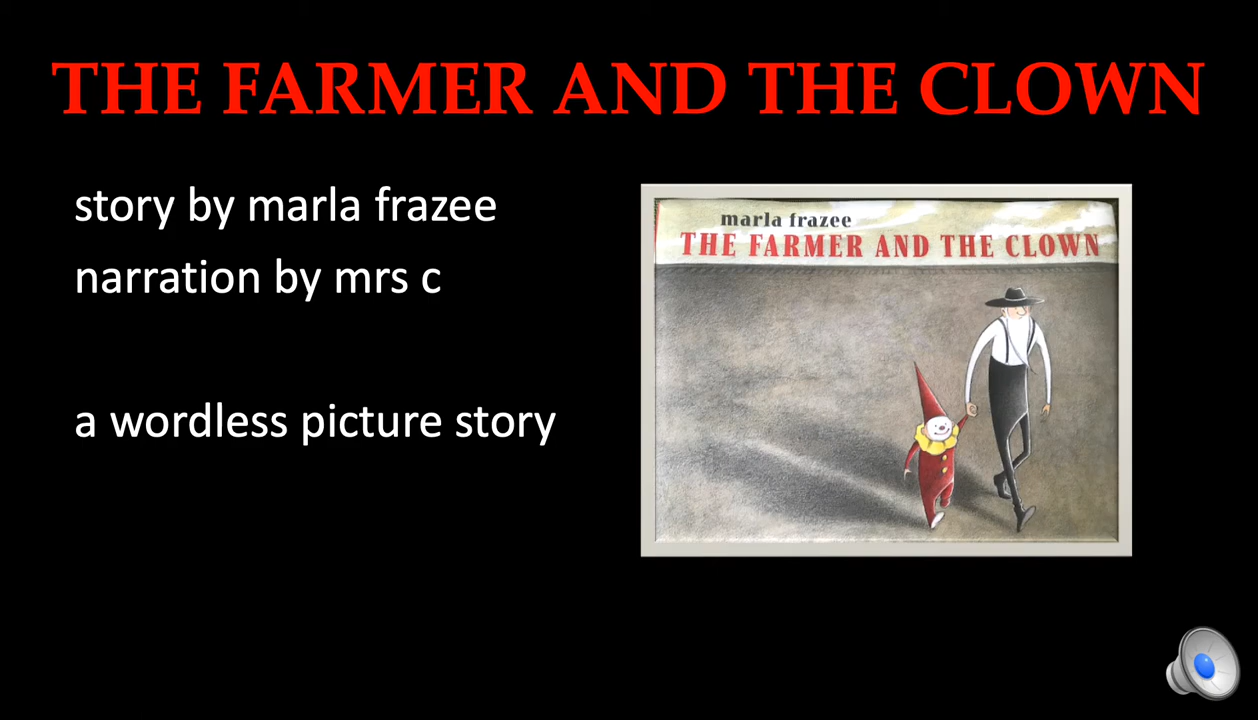 THE FARMER AND THE CLOWN
story by marla frazee
narration by mrs c
a wordless picture story
marla frazee
THE FARMER AND THE CLOWN